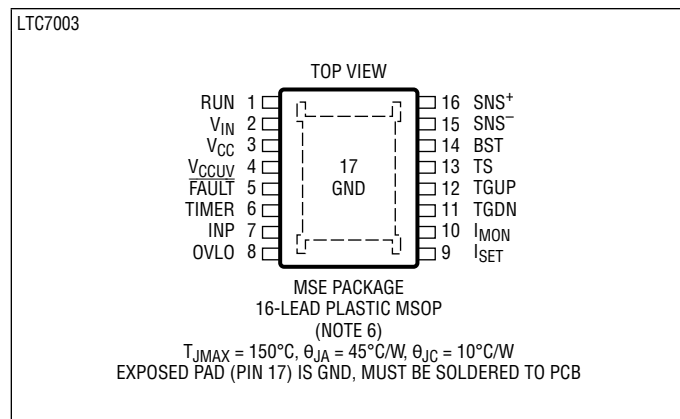 LTC7003
TOP VIEW
RUN 1
VIN 2
VCC 3
VCCUV 4
FAULT 5
TIMER 6
INP 7
OVLO 8
17
GND
16 SNS+
15 SNS–
14 BST
13 TS
12 TGUP
11 TGDN
10 IMON
9 ISET
MSE PACKAGE
16-LEAD PLASTIC MSOP
(NOTE 6)
TJMAX = 150°C, θJA = 45°C/W, θJC = 10°C/W
EXPOSED PAD (PIN 17) IS GND, MUST BE SOLDERED TO PCB